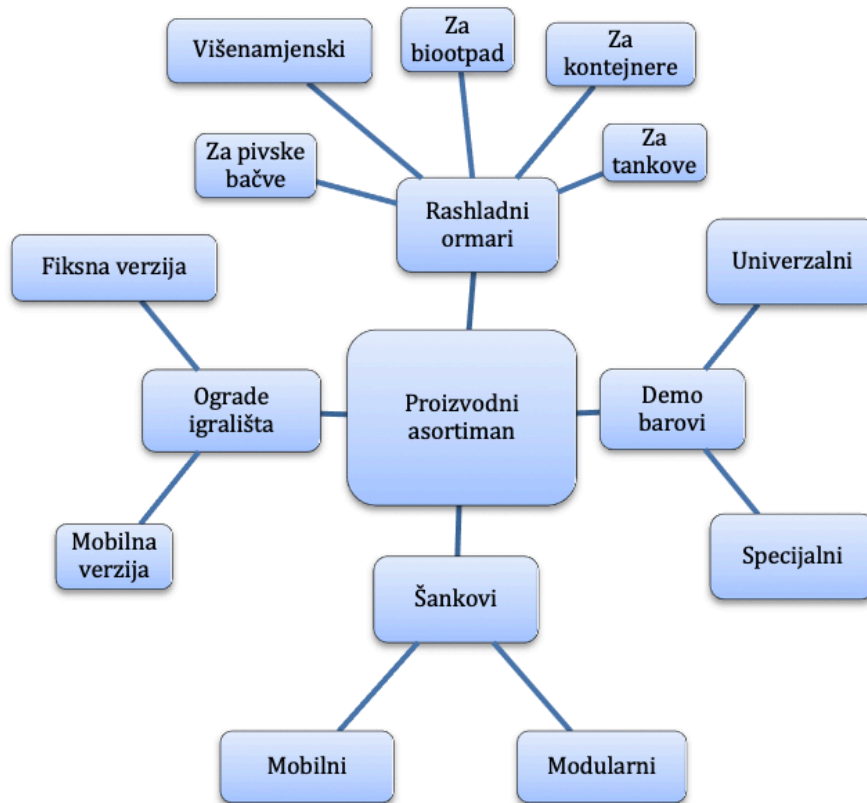 Za
biootpad
Višenamjenski
Za
kontejnere
Za pivske
bačve
Za
tankove
Rashladni
ormari
Fiksna verzija
Univerzalni
Ograde
igrališta
Proizvodni
asortiman
Demo
barovi
Mobilna
verzija
Specijalni
Šankovi
Mobilni
Modularni